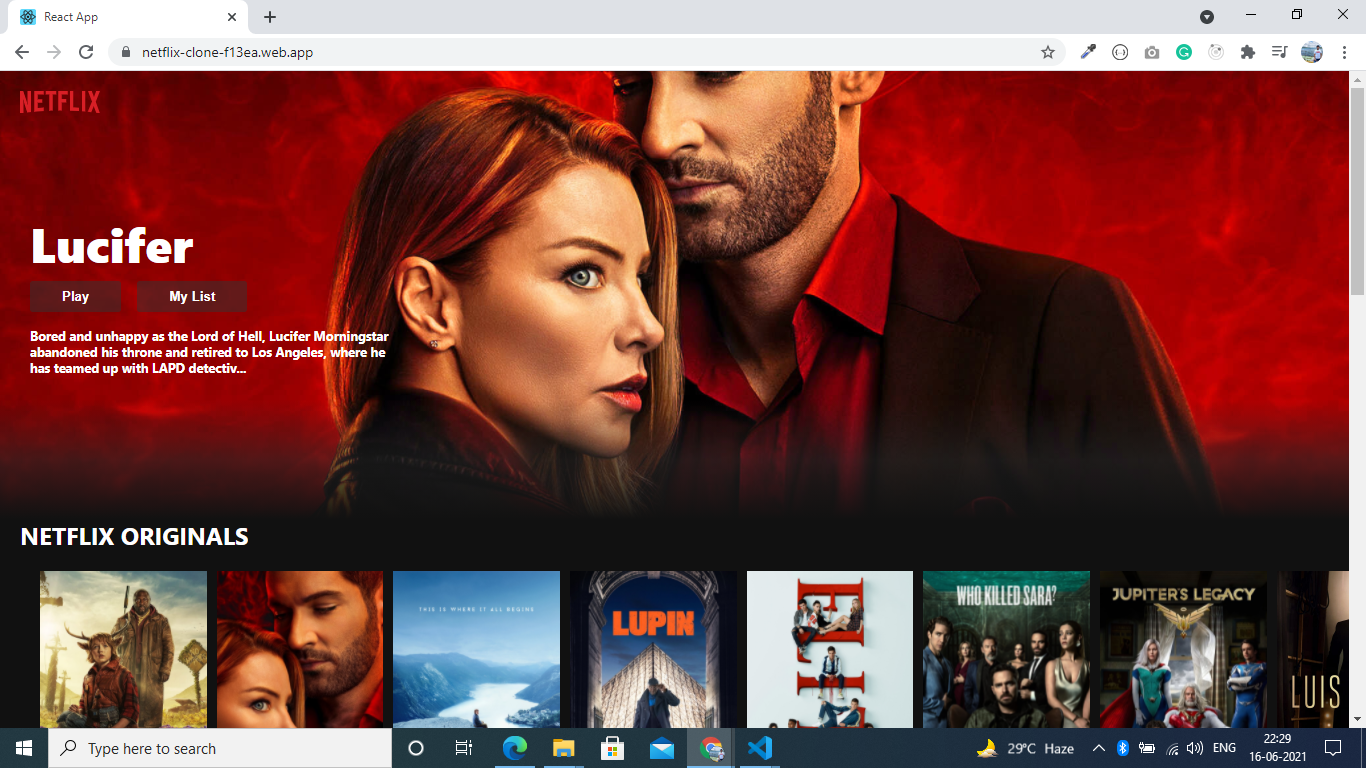 React App
netflix-clone-f13ea.web.app
NETFLIX
Lucifer
Play
My List
Bored and unhappy as the Lord of Hell, Lucifer Morningstar
abandoned his throne and retired to Los Angeles, where he
has teamed up with LAPD detectiv...
NETFLIX ORIGINALS
THIS IS WHERE IT ALL BEGINS
LUPIN
WHO KILLED SARA?
JUPITER'S LEGACY
LUIS
Type here to search
29°C Haze
ENG
22:29
16-06-2021